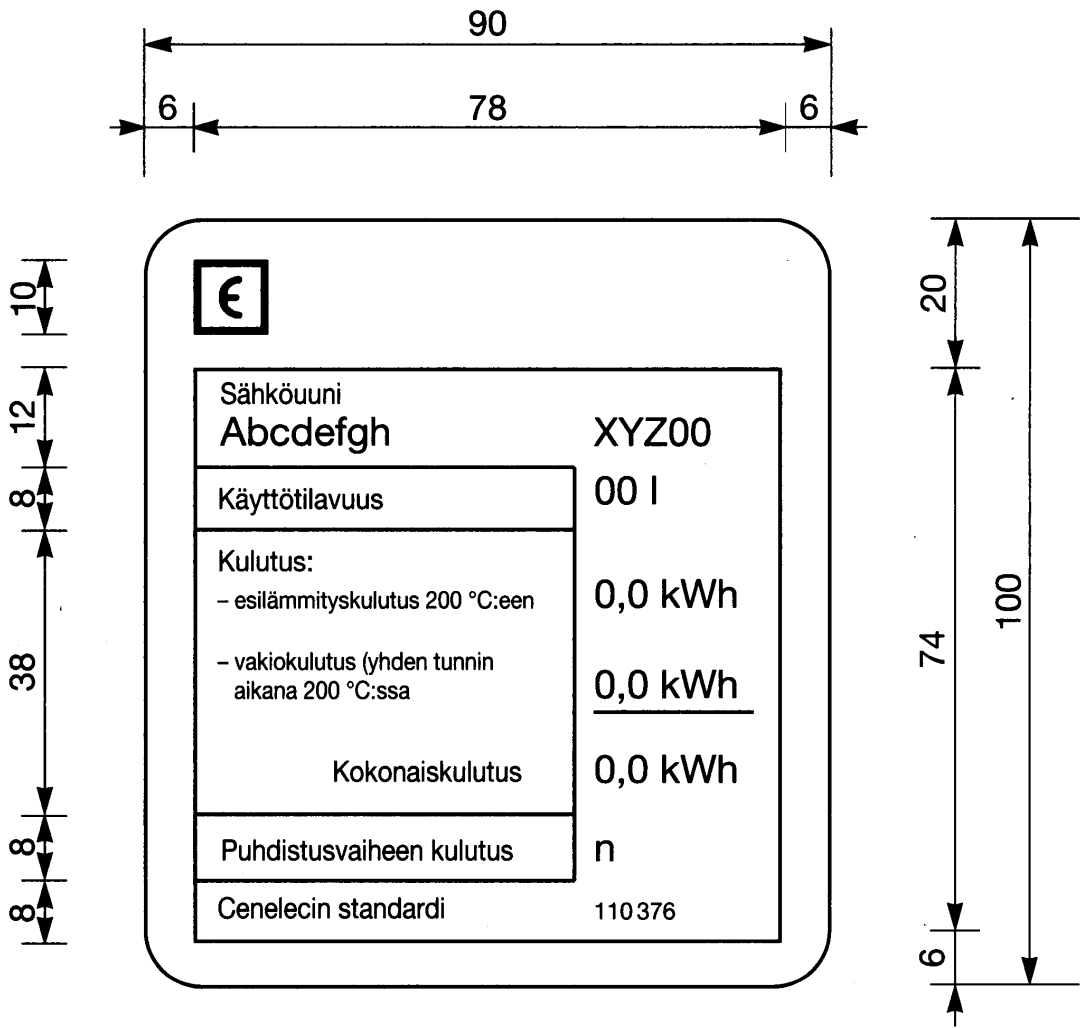 90
6 78 6
10
20
Є
12
Sähköuuni
Abcdefgh XYZ00
8
Käyttötilavuus 00 l
38
Kulutus:
– esilämmityskulutus 200 °C:een 0,0 kWh
100
74
– vakiokulutus (yhden tunnin
aikana 200 °C:ssa 0,0 kWh
Kokonaiskulutus 0,0 kWh
8
Puhdistusvaiheen kulutus n
8
Cenelecin standardi 110 376
6